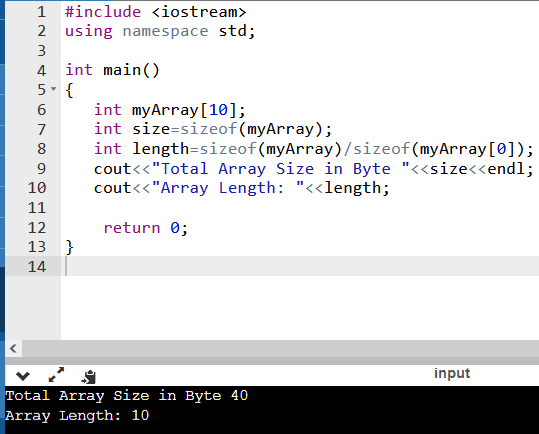 1 #include <iostream>
2 using namespace std;
3
4 int main()
5 {
6 int myArray[10];
7 int size=sizeof(myArray);
8 int length=sizeof(myArray)/sizeof(myArray[0]);
9 cout<<"Total Array Size in Byte "<<size<<endl;
10 cout<<"Array Length: "<<length;
11
12 return 0;
13 }
14
input
Total Array Size in Byte 40
Array Length: 10